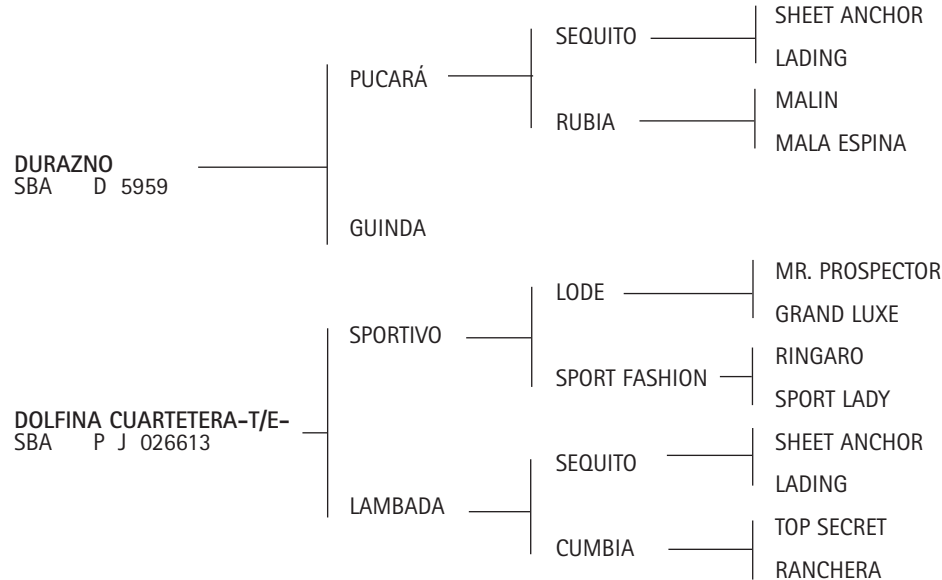 SHEET ANCHOR
SEQUITO
LADING
PUCARÁ
MALIN
RUBIA
MALA ESPINA
DURAZNO
SBA D 5959
GUINDA
MR. PROSPECTOR
LODE
GRAND LUXE
SPORTIVO
RINGARO
SPORT FASHION
SPORT LADY
DOLFINA CUARTETERA-T/E-
SBA P J 026613
SHEET ANCHOR
SEQUITO
LADING
LAMBADA
TOP SECRET
CUMBIA
RANCHERA